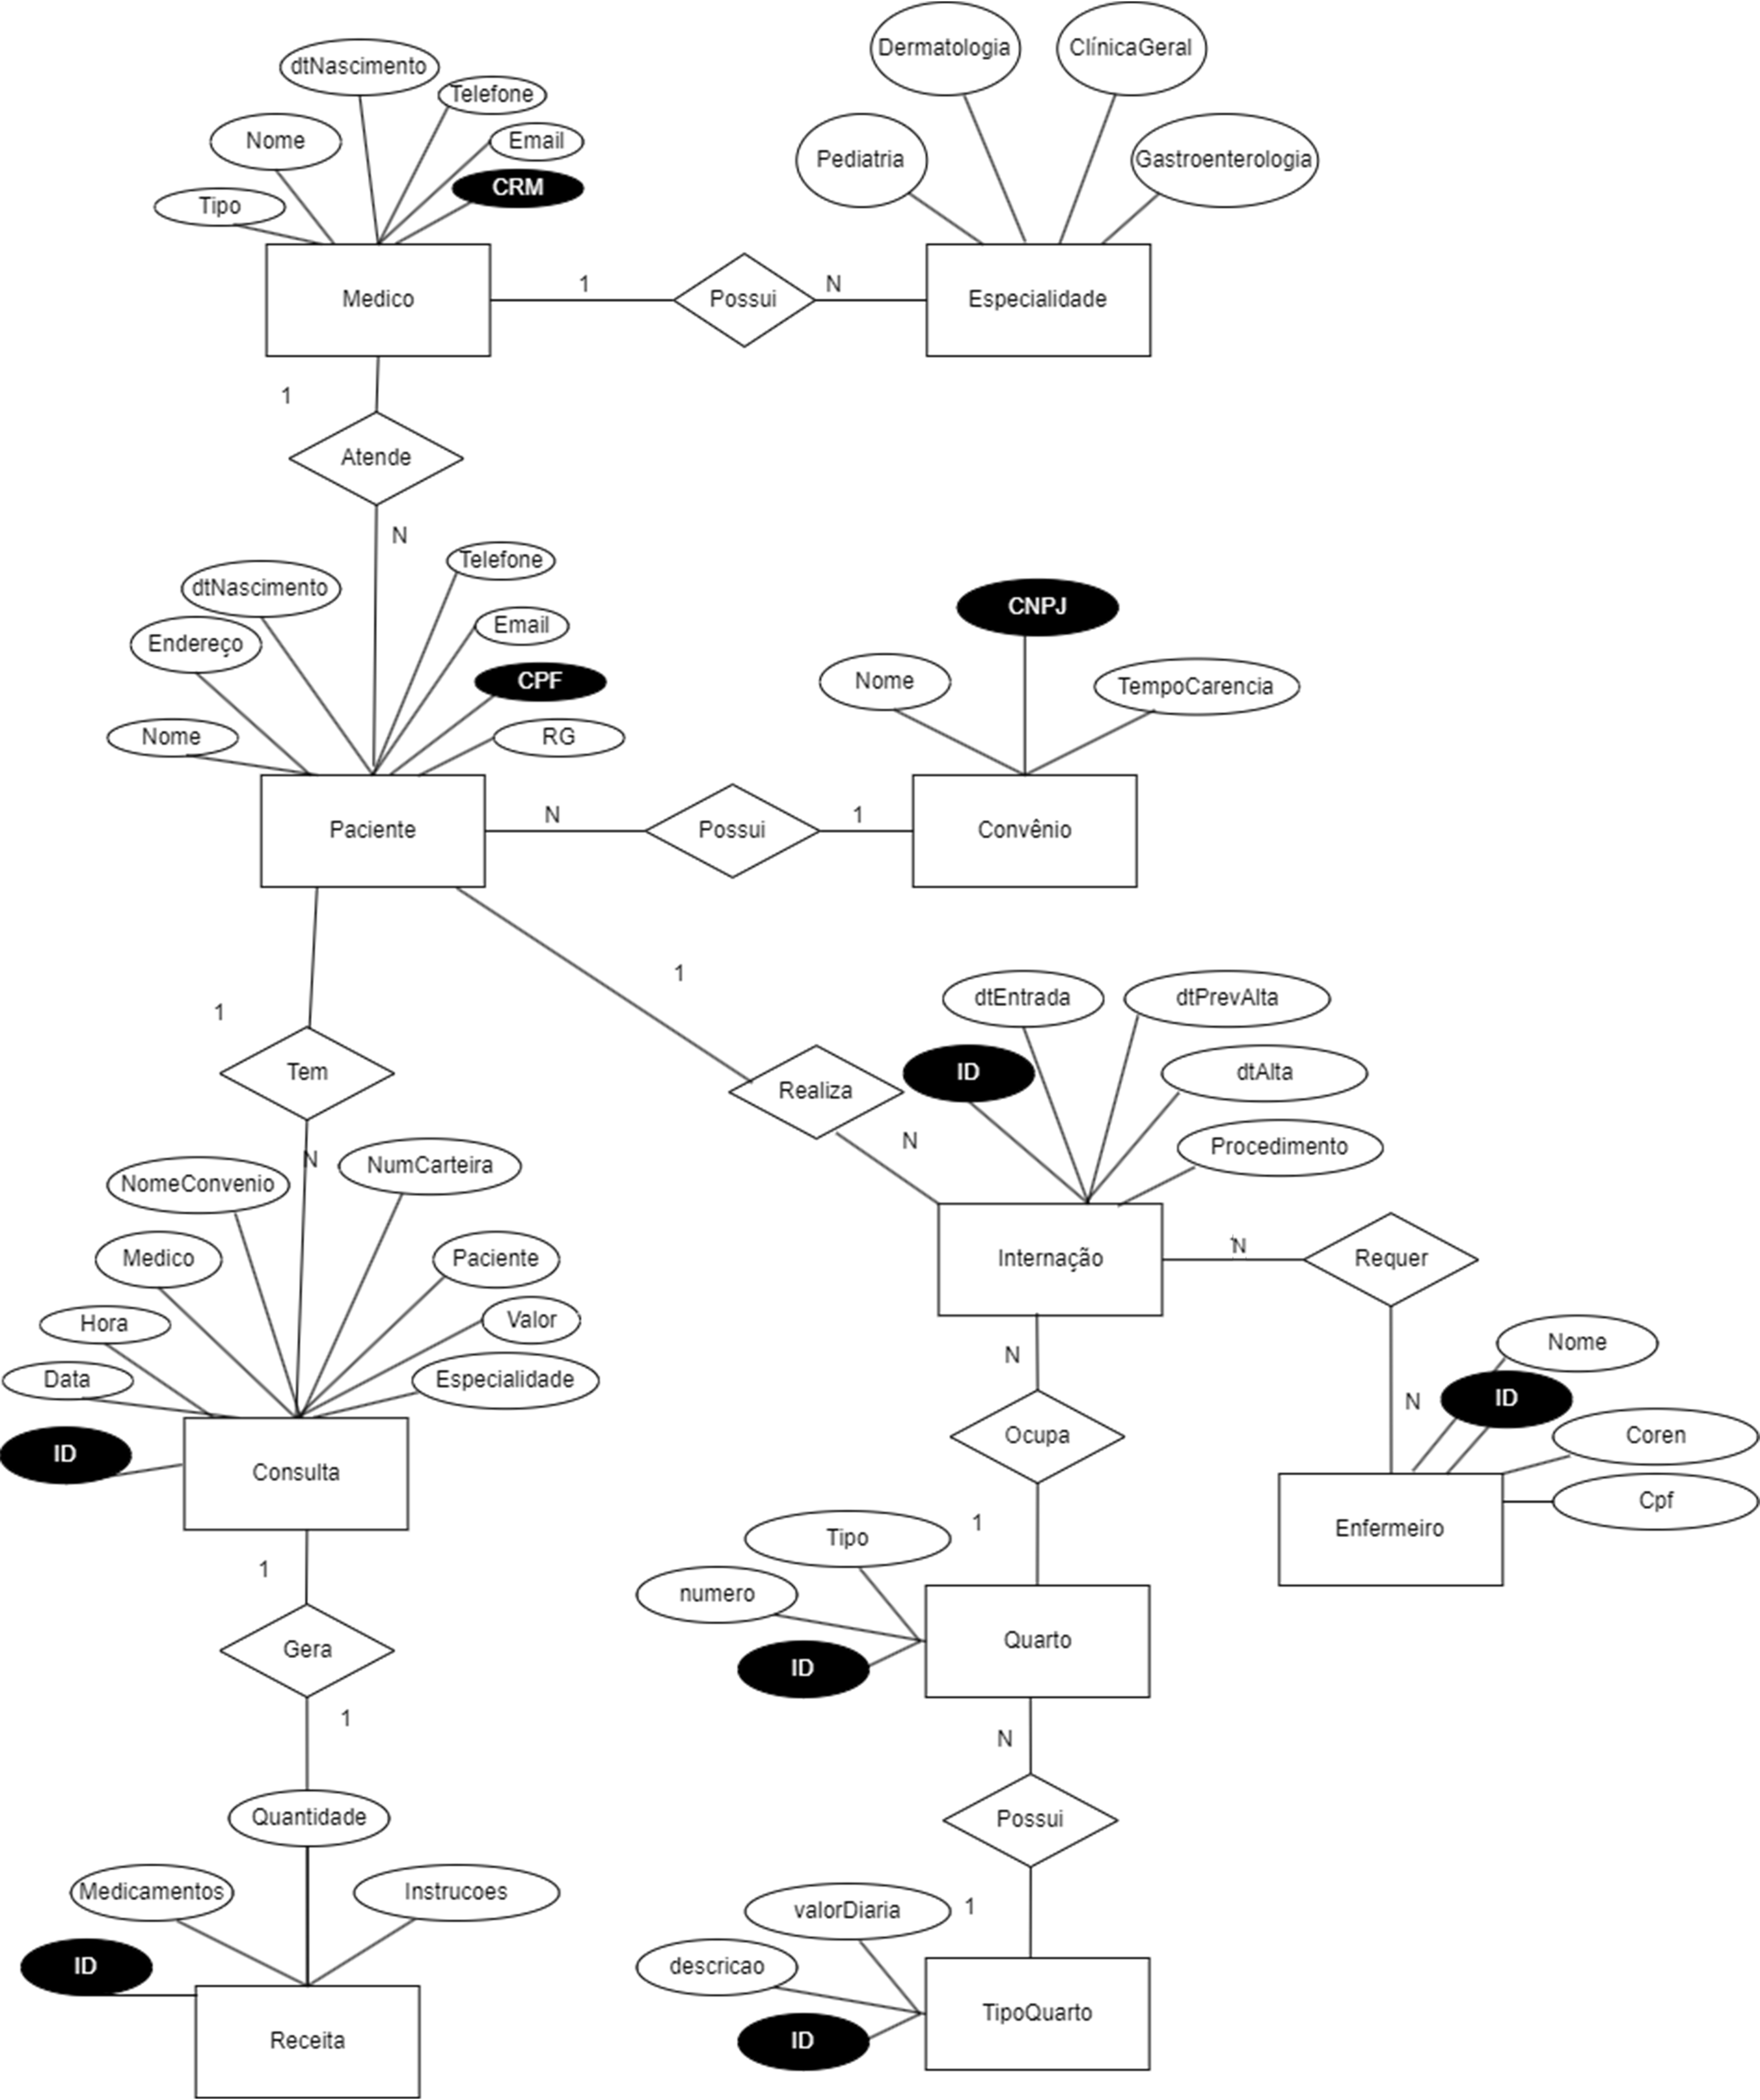 Dermatologia
ClínicaGeral
dtNascimento
Telefone
Nome
Email
Pediatria
Gastroenterologia
CRM
Tipo
1
N
Medico
Possui
Especialidade
1
Atende
N
Telefone
dtNascimento
CNPJ
Email
Endereço
CPF
Nome
TempoCarencia
Nome
RG
N
1
Paciente
Possui
Convênio
1
dtEntrada
dtPrevAlta
1
Tem
ID
dtAlta
Realiza
N
Procedimento
N
NumCarteira
NomeConvenio
N
Medico
Paciente
Internação
Requer
Hora
Valor
Nome
N
Data
Especialidade
N
ID
Ocupa
Coren
ID
Consulta
Cpf
1
Tipo
Enfermeiro
1
numero
Gera
Quarto
ID
1
N
Quantidade
Possui
Medicamentos
Instrucoes
valorDiaria
1
ID
descricao
TipoQuarto
Receita
ID